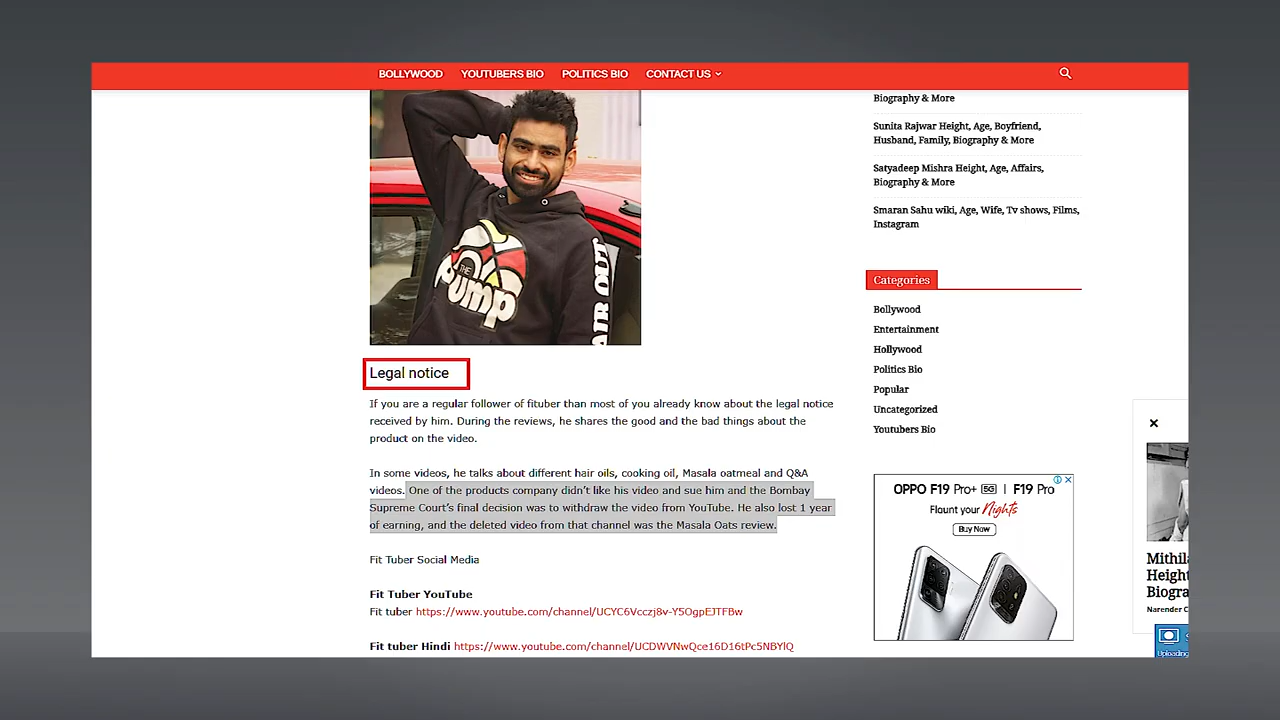 BOLLYWOOD YOUTUBERS BIO POLITICS BIO CONTACT US
THE
Pump
AIR OUT
Legal notice
If you are a regular follower of fituber than most of you already know about the legal notice
received by him. During the reviews, he shares the good and the bad things about the
product on the video.
In some videos, he talks about different hair oils, cooking oil, Masala oatmeal and Q&A
videos. One of the products company didn't like his video and sue him and the Bombay
Supreme Court's final decision was to withdraw the video from YouTube. He also lost 1 year
of earning, and the deleted video from that channel was the Masala Oats review.
Fit Tuber Social Media
Fit Tuber YouTube
Fit tuber https://www.youtube.com/channel/UCYC6Vcczj8v-Y5OgpEJTFBw
Fit tuber Hindi https://www.youtube.com/channel/UCDWVNwQce16D16tPc5NBYlQ
Biography & More
Sunita Rajwar Height, Age, Boyfriend,
Husband, Family, Biography & More
Satyadeep Mishra Height, Age, Affairs,
Biography & More
Smaran Sahu wiki, Age, Wife, Tv shows, Films,
Instagram
Categories
Bollywood
Entertainment
Hollywood
Politics Bio
Popular
Uncategorized
Youtubers Bio
OPPO F19 Pro+ 5G | F19 Pro
Flaunt your Nights
Buy Now
Mithila
Height
Biogra
Narender C
Uploading